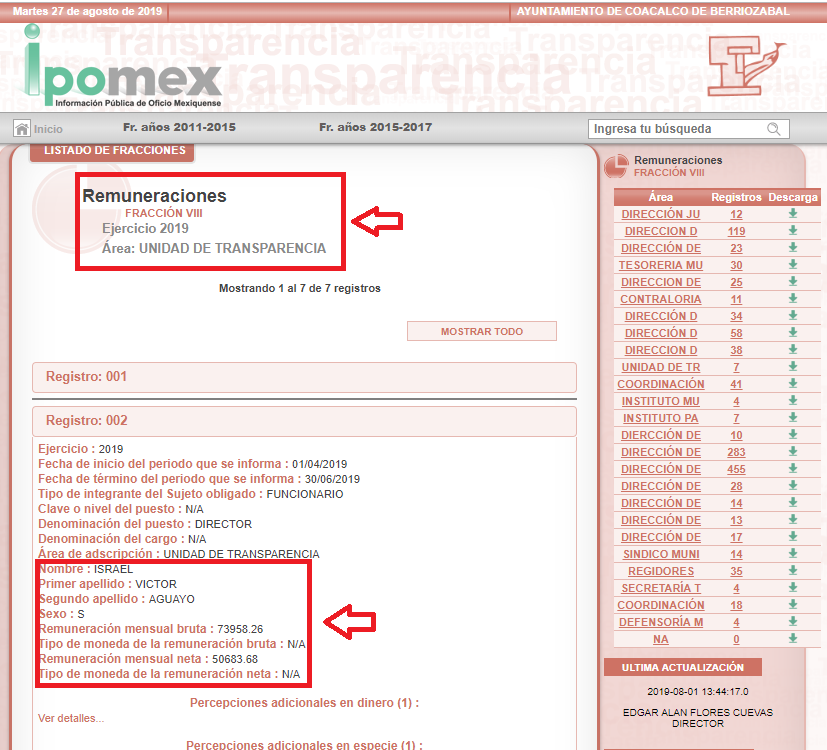 Martes 27 de agosto de 2019
AYUNTAMIENTO DE COACALCO DE BERRIOZABAL
Transparencia
Transparencia
Transparencia
Transparencia
ipomex
Información Pública de Oficio Mexiquense
Inicio
Fr. años 2011-2015
Fr. años 2015-2017
Ingresa tu búsqueda
LISTADO DE FRACCIONES
Remuneraciones
FRACCIÓN VIII
Ejercicio 2019
Área: UNIDAD DE TRANSPARENCIA
Mostrando 1 al 7 de 7 registros
MOSTRAR TODO
Registro: 001
Registro: 002
Ejercicio : 2019
Fecha de inicio del periodo que se informa : 01/04/2019
Fecha de término del periodo que se informa : 30/06/2019
Tipo de integrante del Sujeto obligado : FUNCIONARIO
Clave o nivel del puesto : N/A
Denominación del puesto : DIRECTOR
Denominación del cargo : N/A
Área de adscripción : UNIDAD DE TRANSPARENCIA
Nombre : ISRAEL
Primer apellido : VICTOR
Segundo apellido : AGUAYO
Sexo : S
Remuneración mensual bruta : 73958.26
Tipo de moneda de la remuneración bruta : N/A
Remuneración mensual neta : 50683.68
Tipo de moneda de la remuneración neta : N/A
Percepciones adicionales en dinero (1) :
Ver detalles...
Percepciones adicionales en especie (1) :
Remuneraciones
FRACCIÓN VIII
Área Registros Descarga
DIRECCIÓN JU 12
DIRECCION D 119
DIRECCIÓN DE 23
TESORERIA MU 30
DIRECCION DE 25
CONTRALORIA 11
DIRECCIÓN D 34
DIRECCIÓN D 58
DIRECCION D 38
UNIDAD DE TR 7
COORDINACIÓN 41
INSTITUTO MU 4
INSTITUTO PA 7
DIERCCIÓN DE 10
DIRECCIÓN DE 283
DIRECCIÓN DE 455
DIRECCIÓN DE 28
DIRECCIÓN DE 14
DIRECCIÓN DE 13
DIRECCIÓN DE 17
SINDICO MUNI 14
REGIDORES 35
SECRETARÍA T 4
COORDINACIÓN 18
DEFENSORÍA M 4
NA 0
ULTIMA ACTUALIZACIÓN
2019-08-01 13:44:17.0
EDGAR ALAN FLORES CUEVAS
DIRECTOR